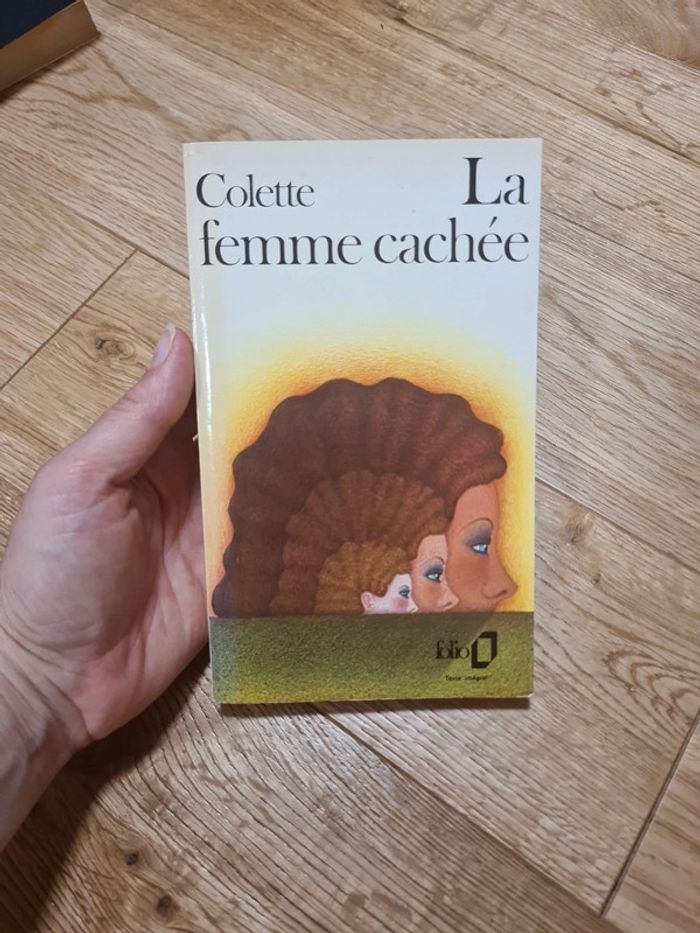 Colette La
femme cachée
folio
Texte intégral